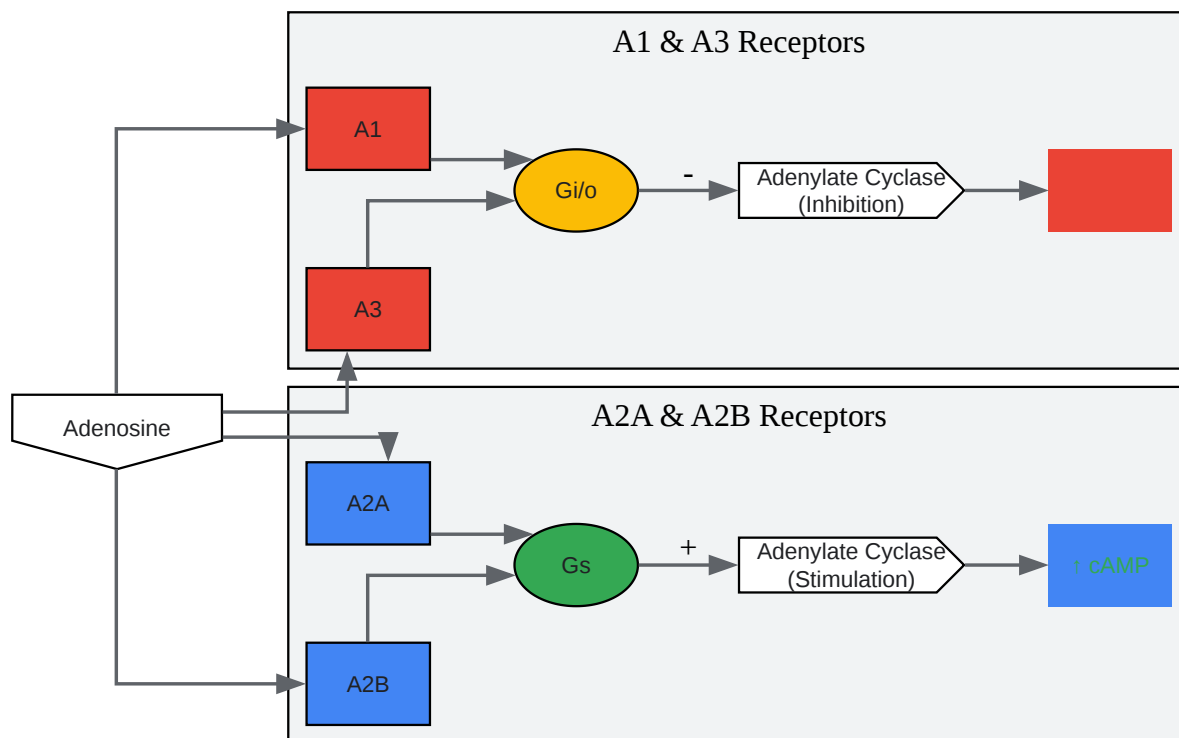 A1 & A3 Receptors
A1
Gi/o
-
Adenylate Cyclase
(Inhibition)
A3
Adenosine
A2A & A2B Receptors
A2A
Gs
+
Adenylate Cyclase
(Stimulation)
↑ cAMP
A2B